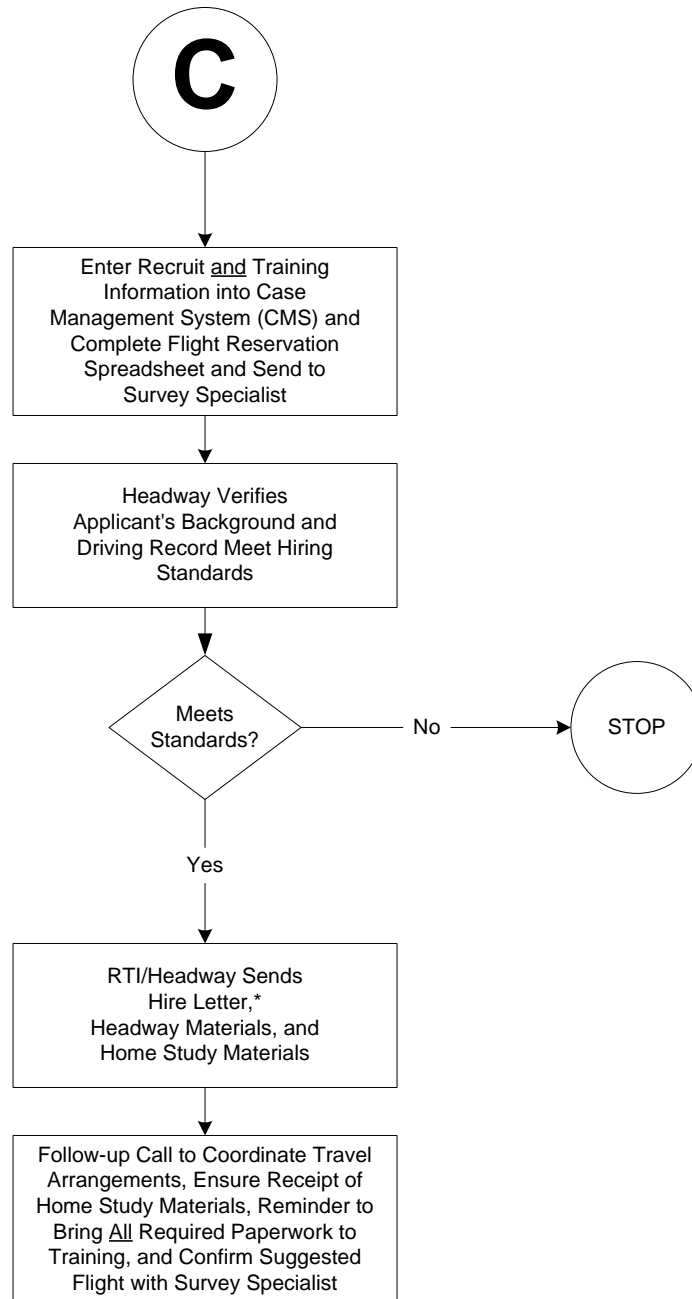 C
Enter Recruit and Training
Information into Case
Management System (CMS) and
Complete Flight Reservation
Spreadsheet and Send to
Survey Specialist
Headway Verifies
Applicant's Background and
Driving Record Meet Hiring
Standards
Meets
Standards?
No
STOP
Yes
RTI/Headway Sends
Hire Letter,*
Headway Materials, and
Home Study Materials
Follow-up Call to Coordinate Travel
Arrangements, Ensure Receipt of
Home Study Materials, Reminder to
Bring All Required Paperwork to
Training, and Confirm Suggested
Flight with Survey Specialist